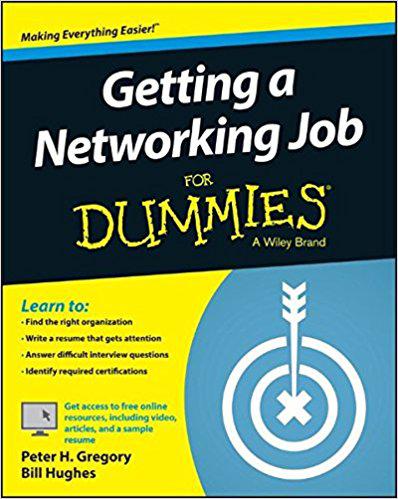 Making Everything Easier!™
Getting a
Networking Job
FOR
DUMMIES®
A Wiley Brand
Learn to:
• Find the right organization
• Write a resume that gets attention
• Answer difficult interview questions
• Identify required certifications
Get access to free online
resources, including video,
articles, and a sample
resume
Peter H. Gregory
Bill Hughes